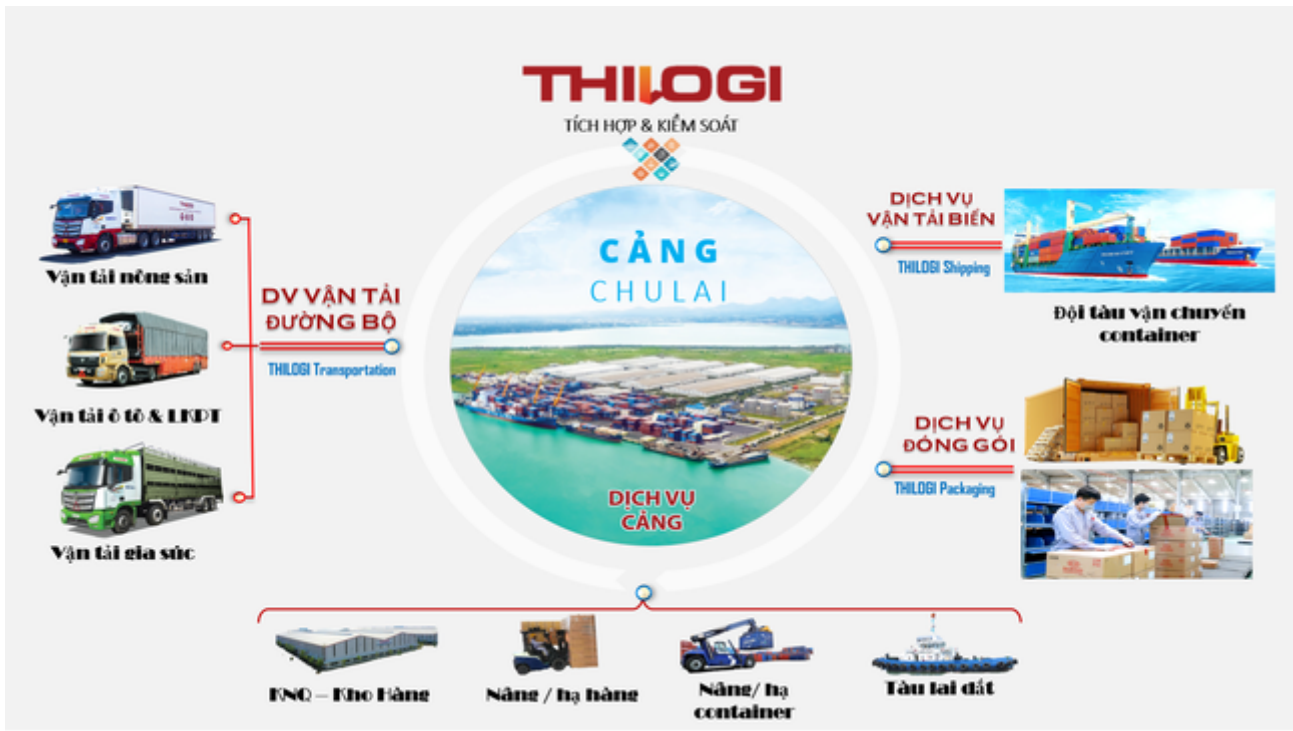 THILOGI
TÍCH HỢP & KIỂM SOÁT
CẢNG
CHULAI
DỊCH VỤ
CẢNG
Vận tải nông sản
Vận tải ô tô & LKPT
Vận tải gia súc
DV VẬN TẢI
ĐƯỜNG BỘ
THILOGI Transportation
DỊCH VỤ
VẬN TẢI BIỂN
THILOGI Shipping
Đội tàu vận chuyển
container
DỊCH VỤ
ĐÓNG GÓI
THILOGI Packaging
KNQ – Kho Hàng
Nâng / hạ hàng
Nâng/ hạ
container
Tàu lai dắt